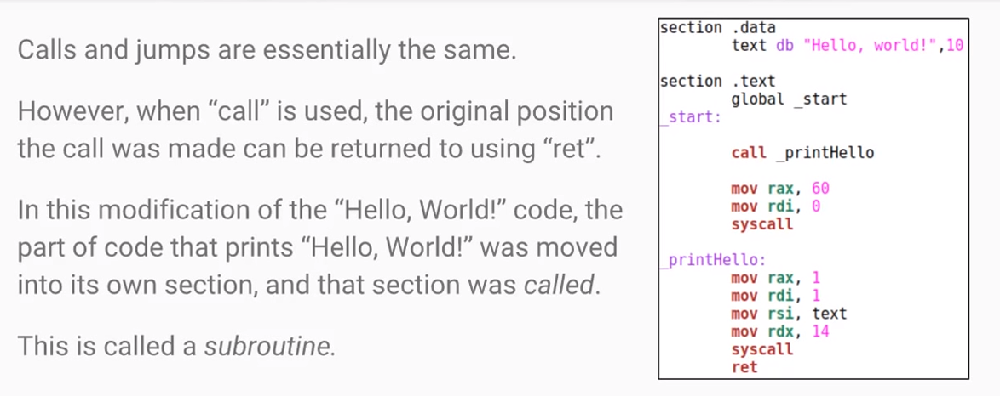 Calls and jumps are essentially the same.
However, when “call” is used, the original position
the call was made can be returned to using “ret”.
In this modification of the “Hello, World!” code, the
part of code that prints “Hello, World!” was moved
into its own section, and that section was called.
This is called a subroutine.
section .data
        text db "Hello, world!",10
section .text
        global _start
_start:
        call _printHello
        mov rax, 60
        mov rdi, 0
        syscall
_printHello:
        mov rax, 1
        mov rdi, 1
        mov rsi, text
        mov rdx, 14
        syscall
        ret